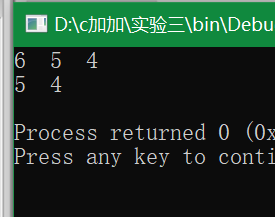 D:\c加加\实验三\bin\Debu
6 5 4
5 4
Process returned 0 (0x
Press any key to conti